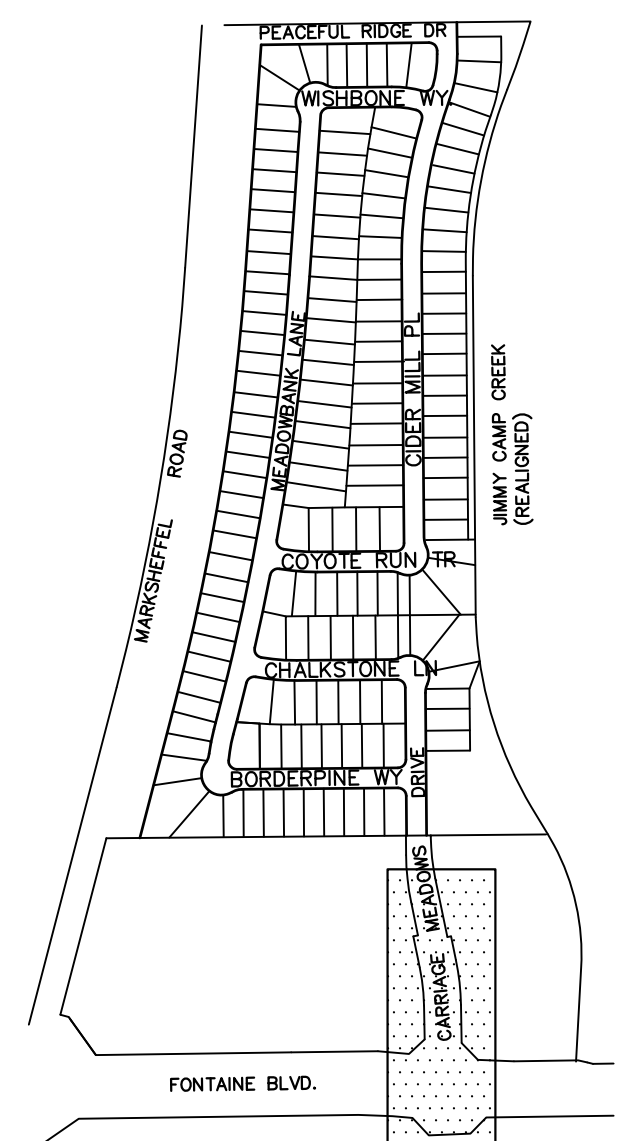 PEACEFUL RIDGE DR
WISHBONE WY
MEADOWBANK LANE
CIDER MILL PL
JIMMY CAMP CREEK
(REALIGNED)
MARKSHEFFEL ROAD
COYOTE RUN TR
CHALKSTONE LN
BORDERPINE WY
CARRIAGE MEADOWS DRIVE
FONTAINE BLVD.